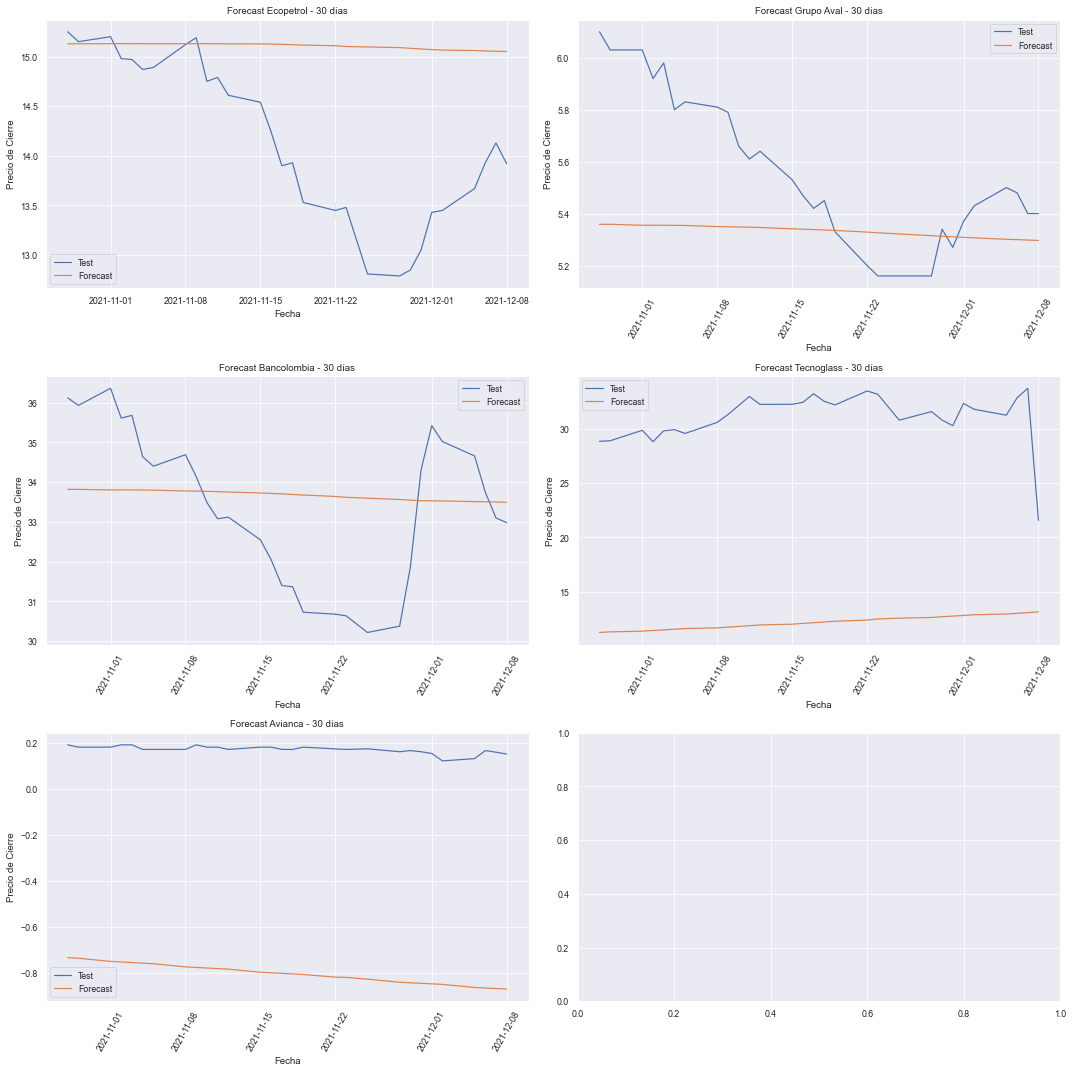 Forecast Ecopetrol - 30 dias
Precio de Cierre
15.0
14.5
14.0
13.5
13.0
Test
Forecast
2021-11-01 2021-11-08 2021-11-15 2021-11-22 2021-12-01 2021-12-08
Fecha
Forecast Grupo Aval - 30 dias
Precio de Cierre
6.0
5.8
5.6
5.4
5.2
Test
Forecast
2021-11-01 2021-11-08 2021-11-15 2021-11-22 2021-12-01 2021-12-08
Fecha
Forecast Bancolombia - 30 dias
Precio de Cierre
36
35
34
33
32
31
30
Test
Forecast
2021-11-01 2021-11-08 2021-11-15 2021-11-22 2021-12-01 2021-12-08
Fecha
Forecast Tecnoglass - 30 dias
Precio de Cierre
30
25
20
15
Test
Forecast
2021-11-01 2021-11-08 2021-11-15 2021-11-22 2021-12-01 2021-12-08
Fecha
Forecast Avianca - 30 dias
Precio de Cierre
0.2
0.0
−0.2
−0.4
−0.6
−0.8
Test
Forecast
2021-11-01 2021-11-08 2021-11-15 2021-11-22 2021-12-01 2021-12-08
Fecha
1.0
0.8
0.6
0.4
0.2
0.0
0.0 0.2 0.4 0.6 0.8 1.0